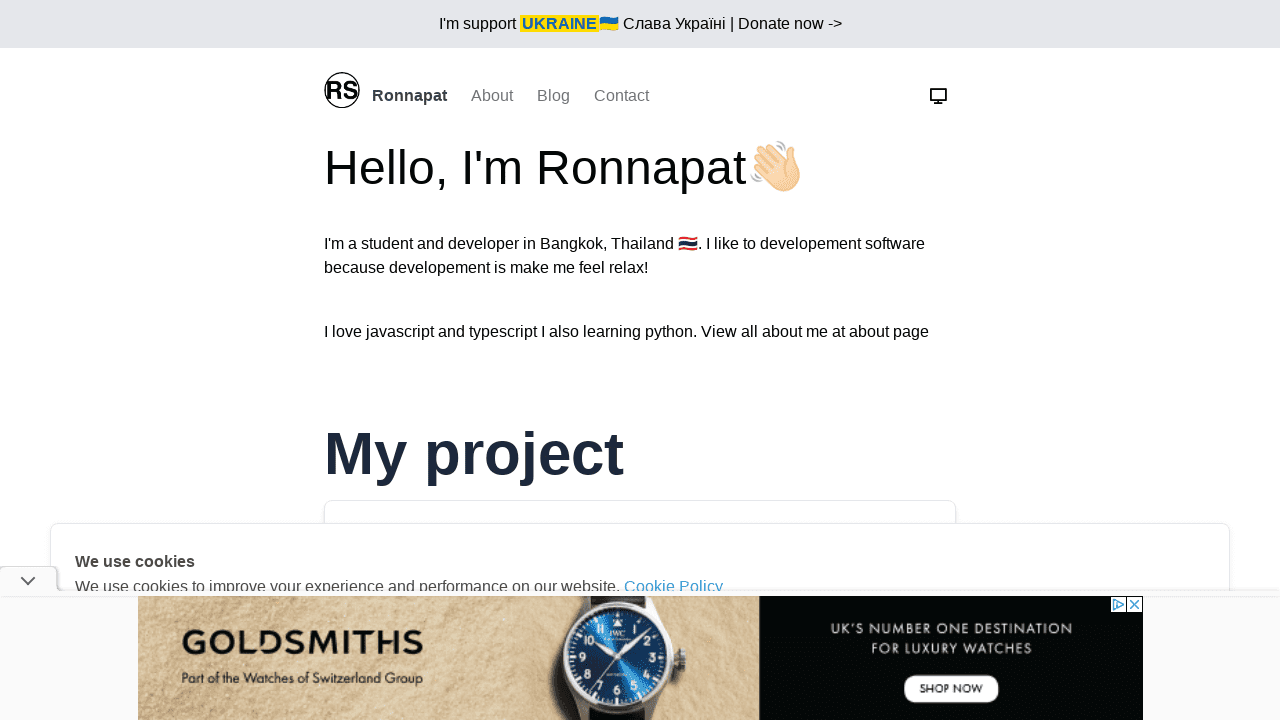 I'm support UKRAINE🇺🇦 Слава Україні | Donate now ->
RS Ronnapat About Blog Contact
Hello, I'm Ronnapat👋🏻
I'm a student and developer in Bangkok, Thailand 🇹🇭. I like to developement software
because developement is make me feel relax!
I love javascript and typescript I also learning python. View all about me at about page
My project
We use cookies
We use cookies to improve your experience and performance on our website. Cookie Policy
GOLDSMITHS
Part of the Watches of Switzerland Group
IWC
UK'S NUMBER ONE DESTINATION
FOR LUXURY WATCHES
SHOP NOW